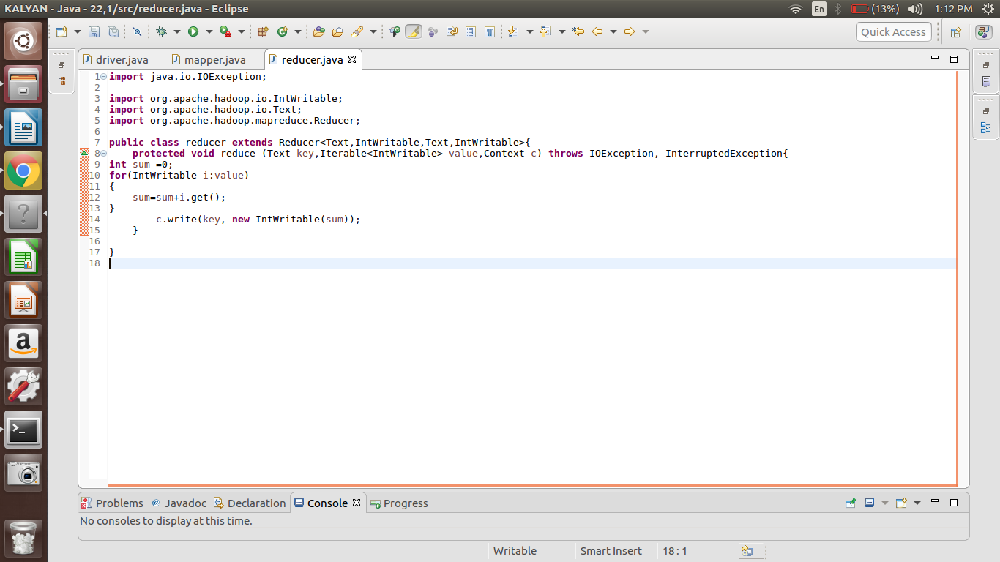 KALYAN - Java - 22,1/src/reducer.java - Eclipse
En
(13%)
1:12 PM
Quick Access
driver.java
mapper.java
reducer.java
1 import java.io.IOException;
2
3 import org.apache.hadoop.io.IntWritable;
4 import org.apache.hadoop.io.Text;
5 import org.apache.hadoop.mapreduce.Reducer;
6
7 public class reducer extends Reducer<Text,IntWritable,Text,IntWritable>{
8 protected void reduce (Text key,Iterable<IntWritable> value,Context c) throws IOException, InterruptedException{
9 int sum =0;
10 for(IntWritable i:value)
11 {
12 sum=sum+i.get();
13 }
14 c.write(key, new IntWritable(sum));
15 }
16
17 }
18
Problems
@ Javadoc
Declaration
Console
Progress
No consoles to display at this time.
Writable
Smart Insert
18 : 1